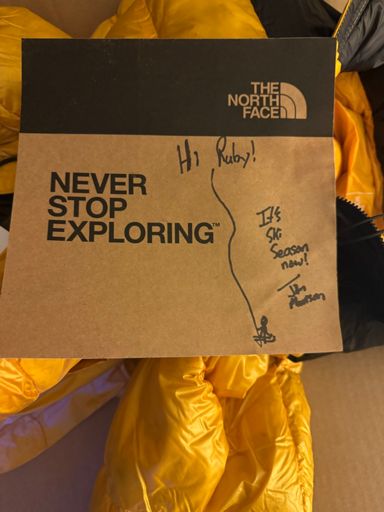 THE
NORTH
FACE
Hi Ruby!
NEVER
STOP
EXPLORING™
It's
Ski
Season
now!